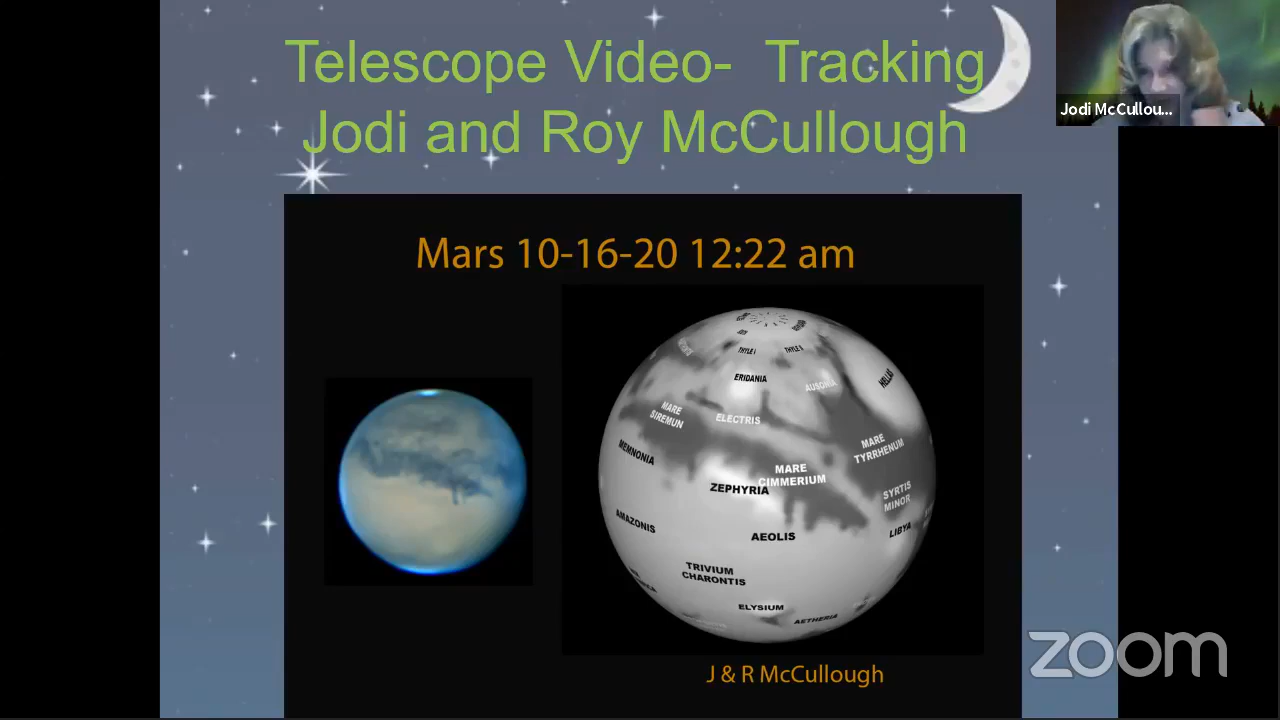 Telescope Video-  Tracking
Jodi and Roy McCullough
Jodi McCullou...
Mars 10-16-20 12:22 am
THYLE I
THYLE II
ERIDANIA
AUSONIA
HELLAS
MARE
SIREMUN
ELECTRIS
MARE
TYRRHENUM
MEMNONIA
MARE
CIMMERIUM
ZEPHYRIA
SYRTIS
MINOR
AMAZONIS
LIBYA
AEOLIS
TRIVIUM
CHARONTIS
ELYSIUM
AETHERIA
zoom
J & R McCullough